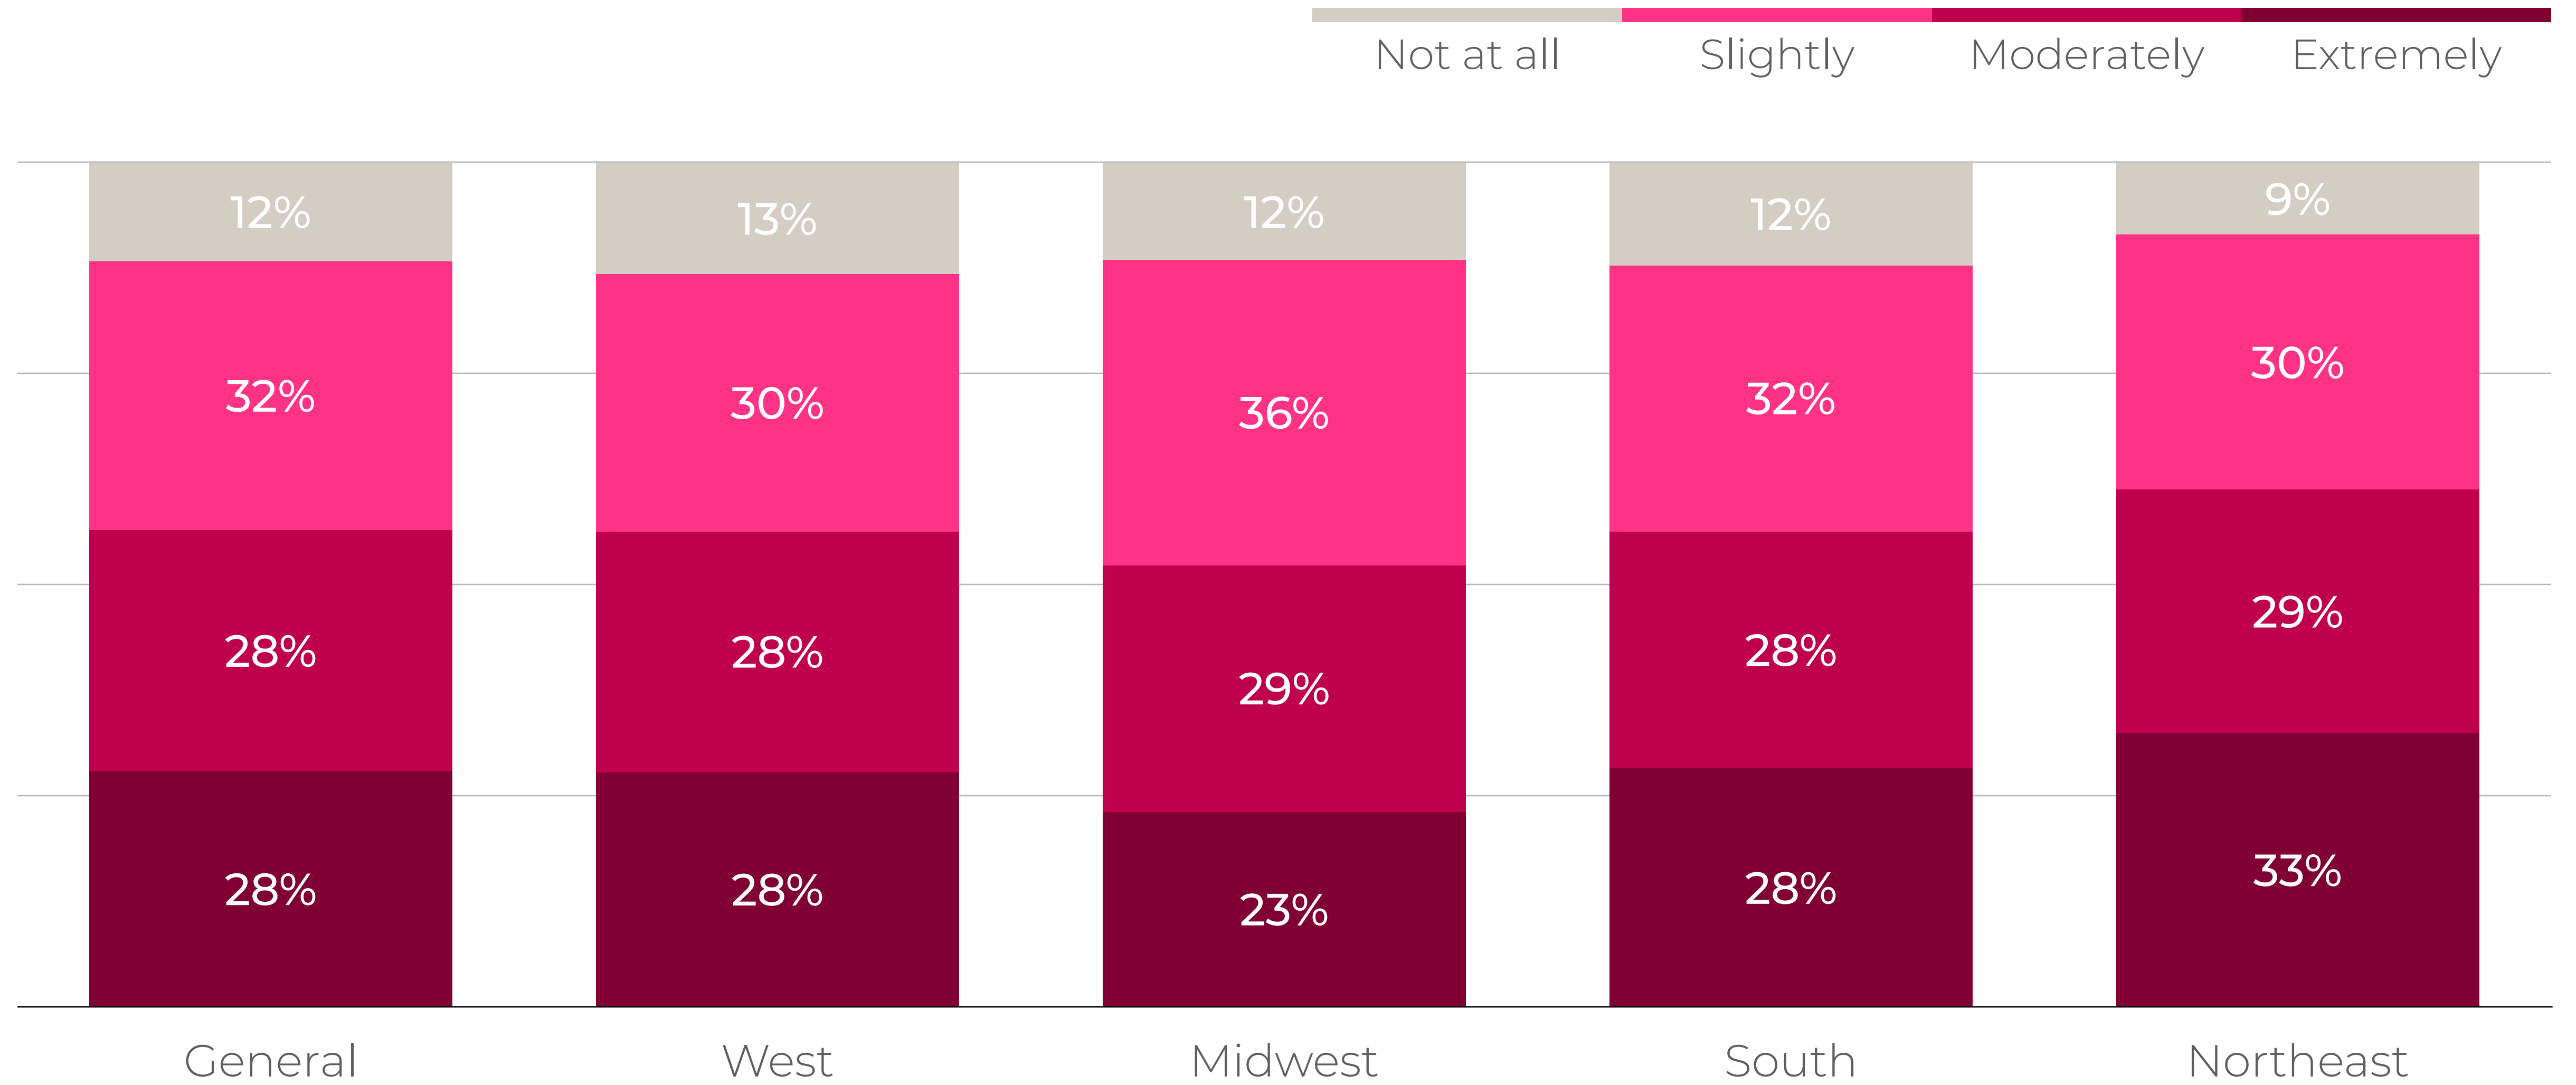 Not at all Slightly Moderately Extremely
12% 13% 12% 12% 9%
32% 30% 36% 32% 30%
28% 28% 29% 28% 29%
28% 28% 23% 28% 33%
General West Midwest South Northeast